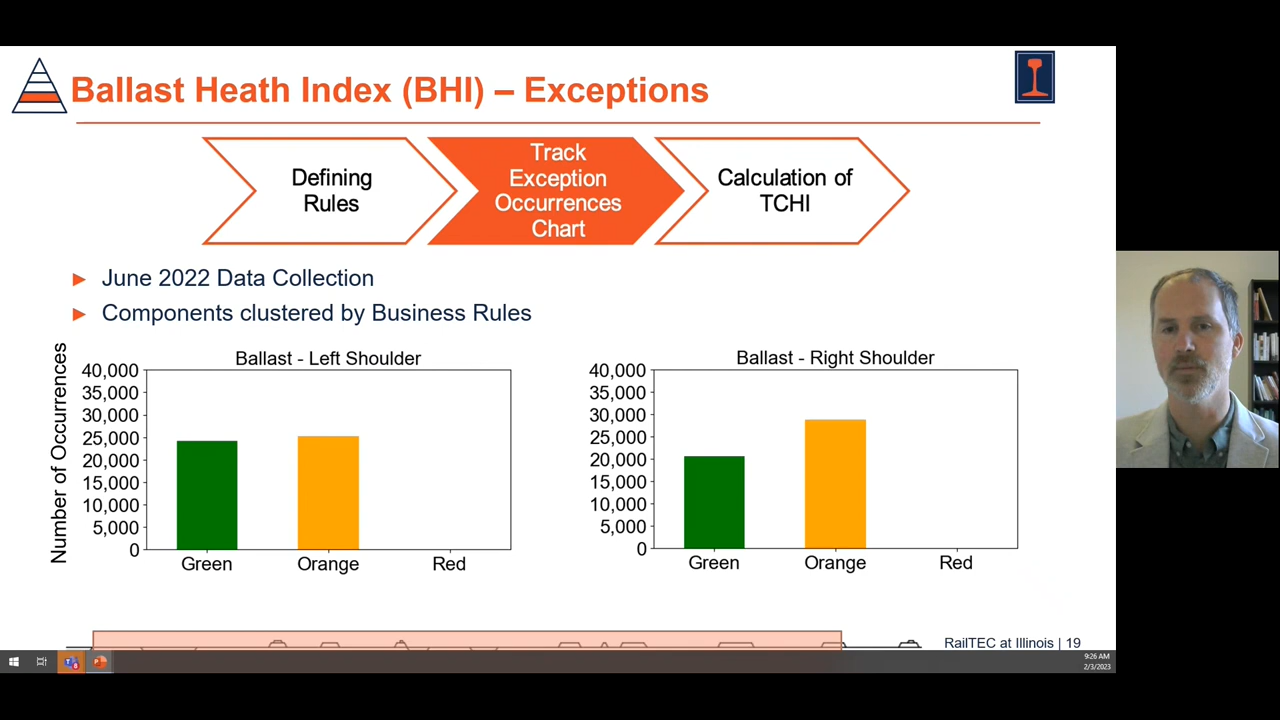 Ballast Heath Index (BHI) – Exceptions
Defining
Rules
Track
Exception
Occurrences
Chart
Calculation of
TCHI
► June 2022 Data Collection
► Components clustered by Business Rules
Number of Occurrences
Ballast - Left Shoulder
40,000
35,000
30,000
25,000
20,000
15,000
10,000
5,000
0
Green Orange Red
Ballast - Right Shoulder
40,000
35,000
30,000
25,000
20,000
15,000
10,000
5,000
0
Green Orange Red
RailTEC at Illinois | 19
9:26 AM
2/3/2023